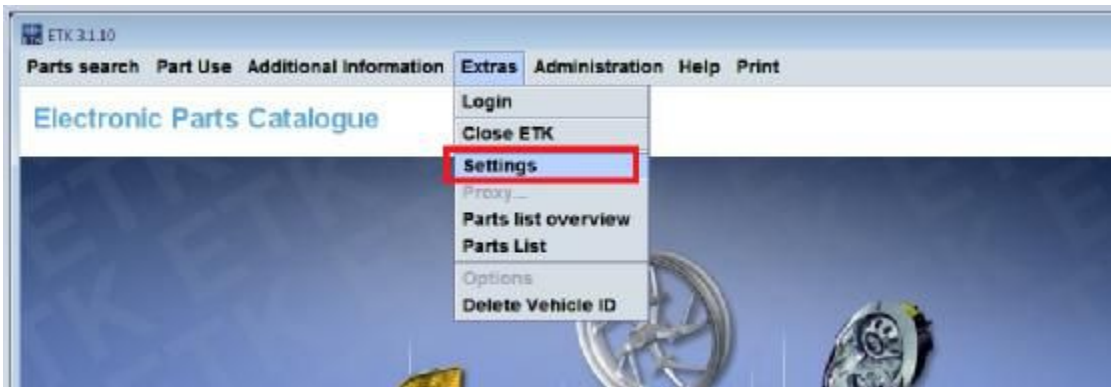 ETK 3.1.10
Parts search Part Use Additional Information Extras Administration Help Print
Electronic Parts Catalogue
Login
Close ETK
Settings
Proxy...
Parts list overview
Parts List
Options
Delete Vehicle ID